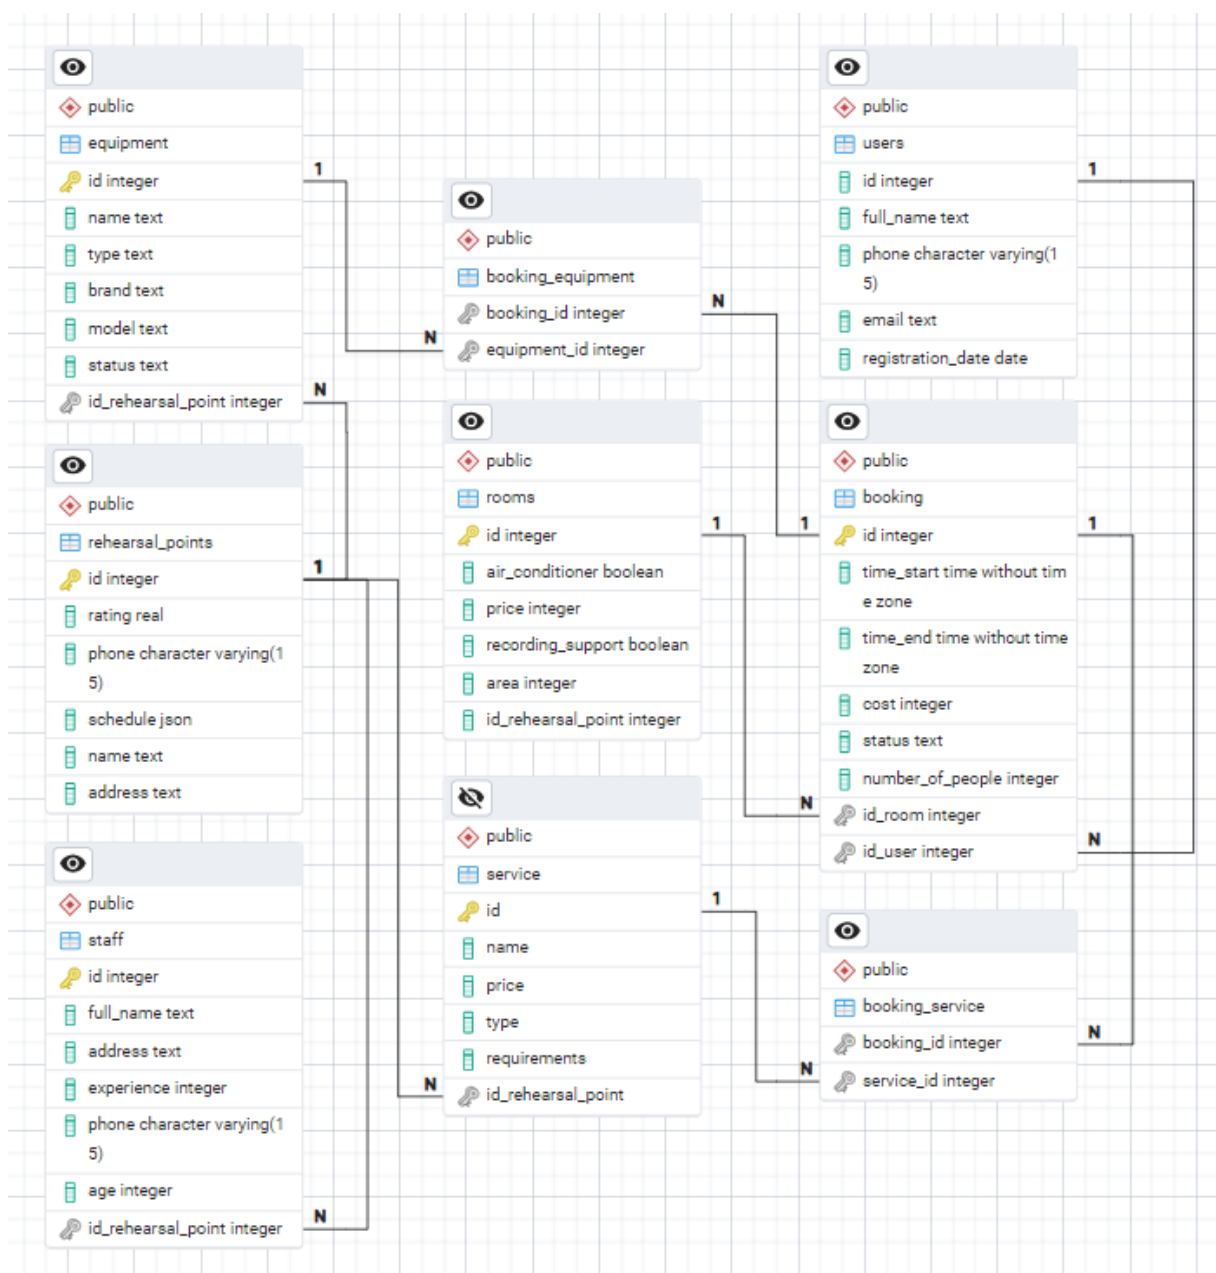 public
equipment
id integer
name text
type text
brand text
model text
status text
id_rehearsal_point integer
1
N
public
rehearsal_points
id integer
rating real
phone character varying(1
5)
schedule json
name text
address text
1
public
staff
id integer
full_name text
address text
experience integer
phone character varying(1
5)
age integer
id_rehearsal_point integer
N
public
booking_equipment
booking_id integer
equipment_id integer
N
N
public
rooms
id integer
air_conditioner boolean
price integer
recording_support boolean
area integer
id_rehearsal_point integer
1
public
service
id
name
price
type
requirements
id_rehearsal_point
1
N
public
users
id integer
full_name text
phone character varying(1
5)
email text
registration_date date
1
public
booking
id integer
time_start time without tim
e zone
time_end time without time
zone
cost integer
status text
number_of_people integer
id_room integer
id_user integer
1
1
N
N
public
booking_service
booking_id integer
service_id integer
N
N